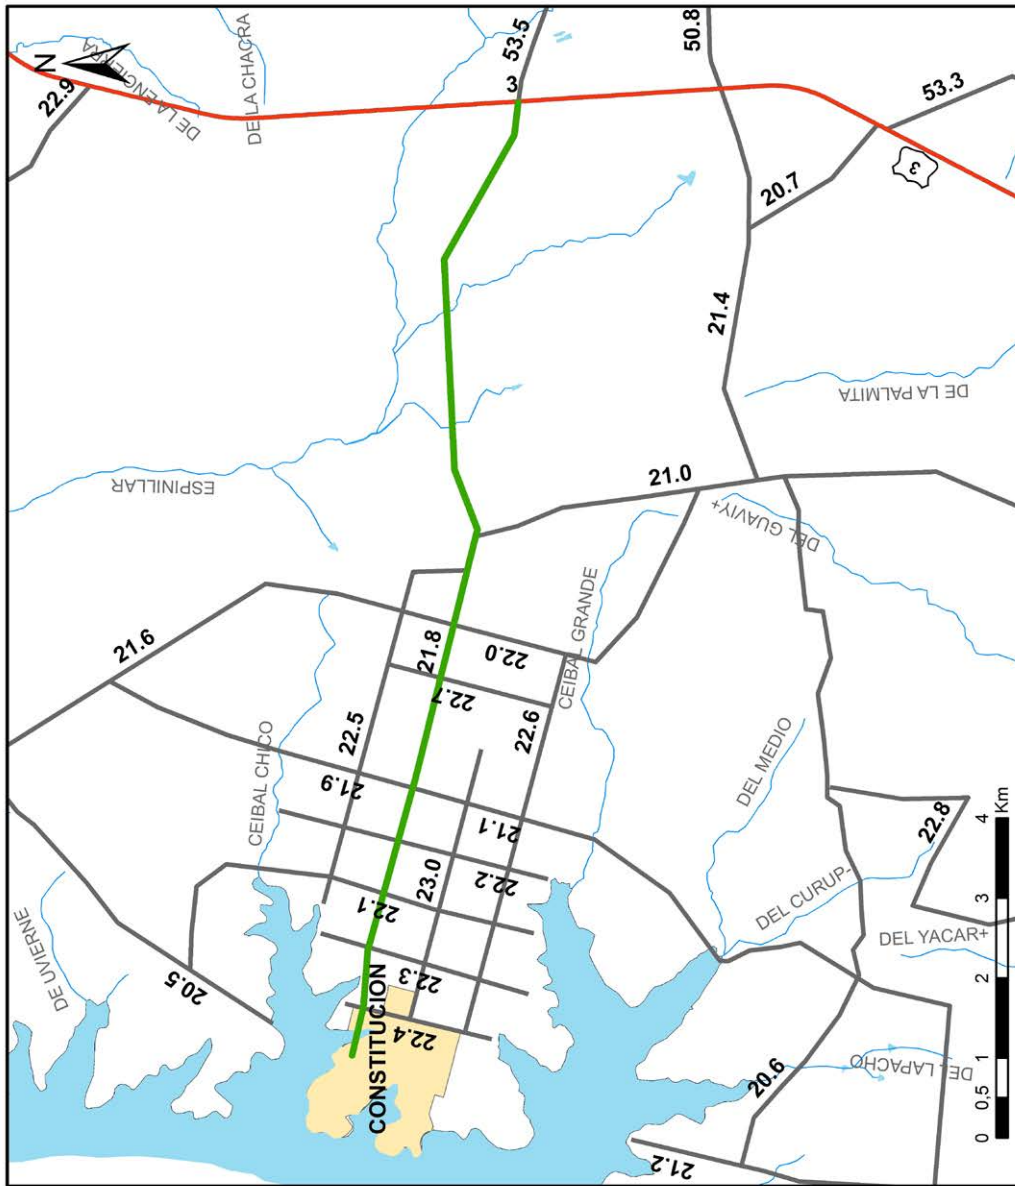 N
22.9
DE LA ENCIERRA
DE LA CHACRA
53.5
3
50.8
53.3
20.7
3
21.4
DE LA PALMITA
ESPINILLAR
21.0
DEL GUAVIY+
21.6
CEIBAL GRANDE
21.8
22.0
22.7
22.5
22.6
CEIBAL CHICO
21.9
21.1
DEL MEDIO
22.8
23.0
22.2
22.1
DEL CURUP-
DE UVIERNE
20.5
22.3
DEL YACAR+
CONSTITUCION
22.4
20.6
DEL LAPACHO
21.2
0 0,5 1 2 3 4
Km